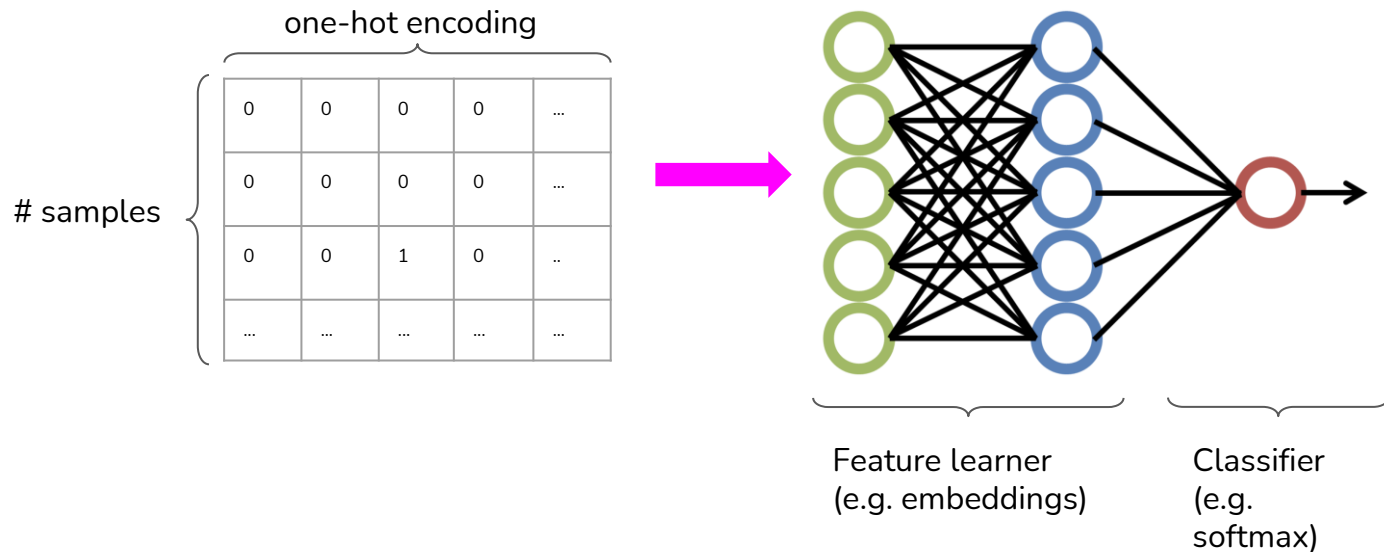 one-hot encoding
# samples
0 0 0 0 ...
0 0 0 0 ...
0 0 1 0 ..
... ... ... ... ...
Feature learner
(e.g. embeddings)
Classifier
(e.g.
softmax)